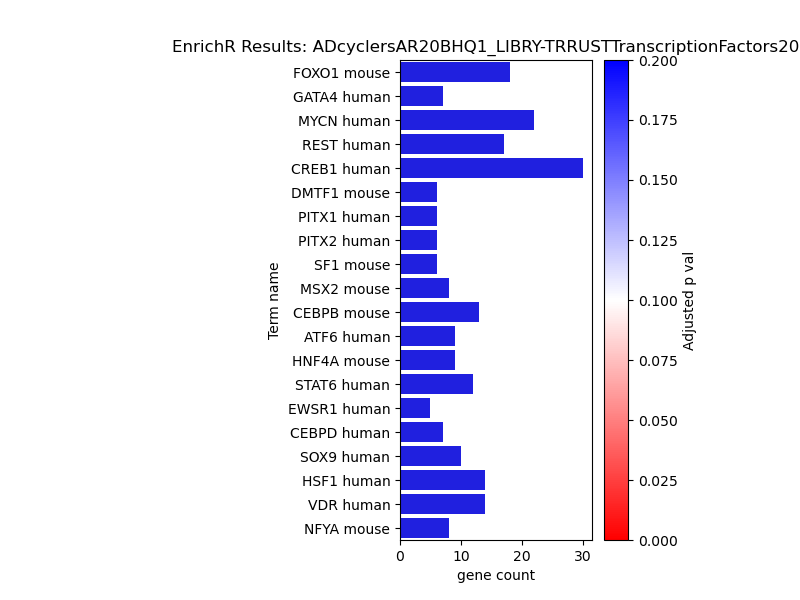 EnrichR Results: ADcyclersAR20BHQ1_LIBRY-TRRUSTTranscriptionFactors20
FOXO1 mouse
GATA4 human
MYCN human
REST human
CREB1 human
DMTF1 mouse
PITX1 human
PITX2 human
SF1 mouse
MSX2 mouse
CEBPB mouse
ATF6 human
HNF4A mouse
STAT6 human
EWSR1 human
CEBPD human
SOX9 human
HSF1 human
VDR human
NFYA mouse
Term name
0 10 20 30
gene count
0.200
0.175
0.150
0.125
0.100
0.075
0.050
0.025
0.000
Adjusted p val